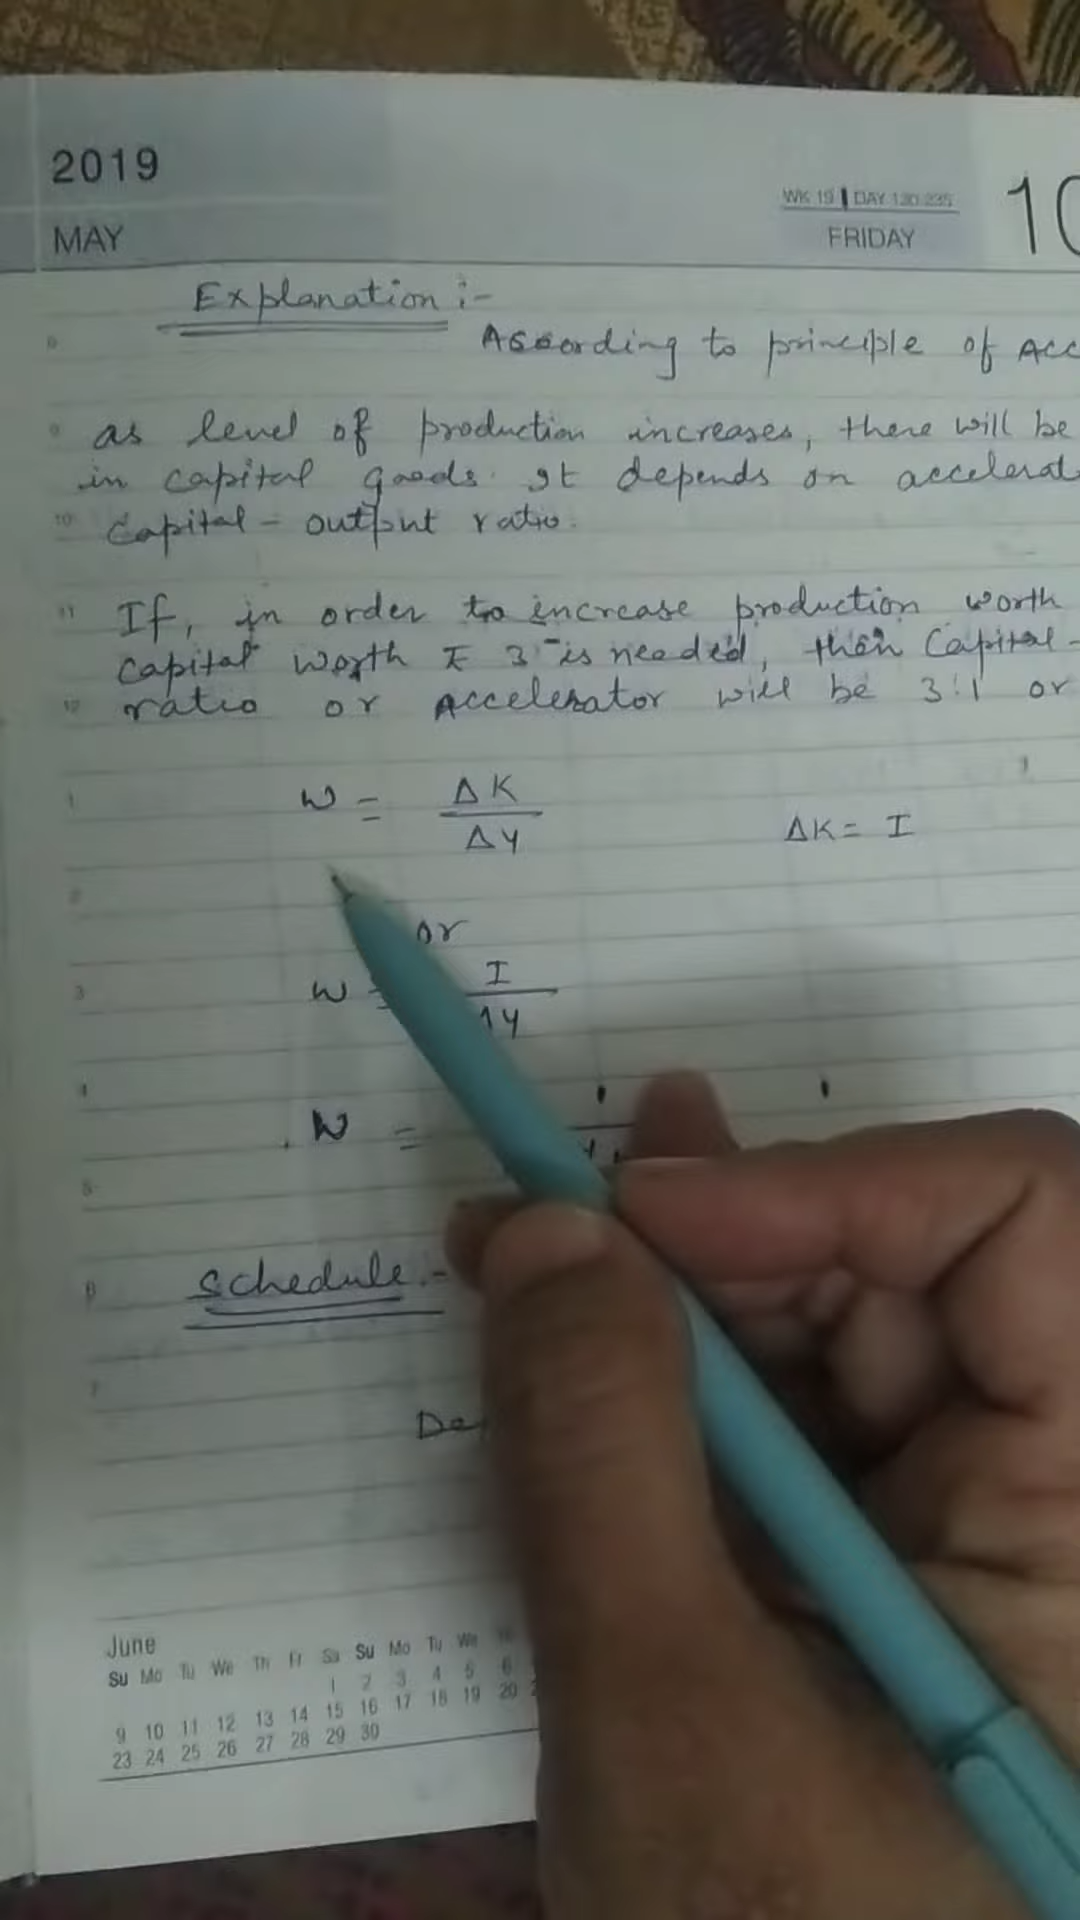 2019
MAY
WK 19 DAY 130-235
FRIDAY
Explanation :-
According to principle of
as level of production increases, there will be
in capital goods. It depends on
Capital - output ratio.
If, in order to increase production worth
capital worth ₹ 3 is needed, then Capital -
ratio or Accelerator will be 3:1 or
W = ΔK / ΔY
ΔK = I
or
W = I / ΔY
W =
Schedule :-
June
Su Mo Tu We Th Fr Sa Su Mo Tu We
1 2 3 4 5 6
9 10 11 12 13 14 15 16 17 18 19 20
23 24 25 26 27 28 29 30